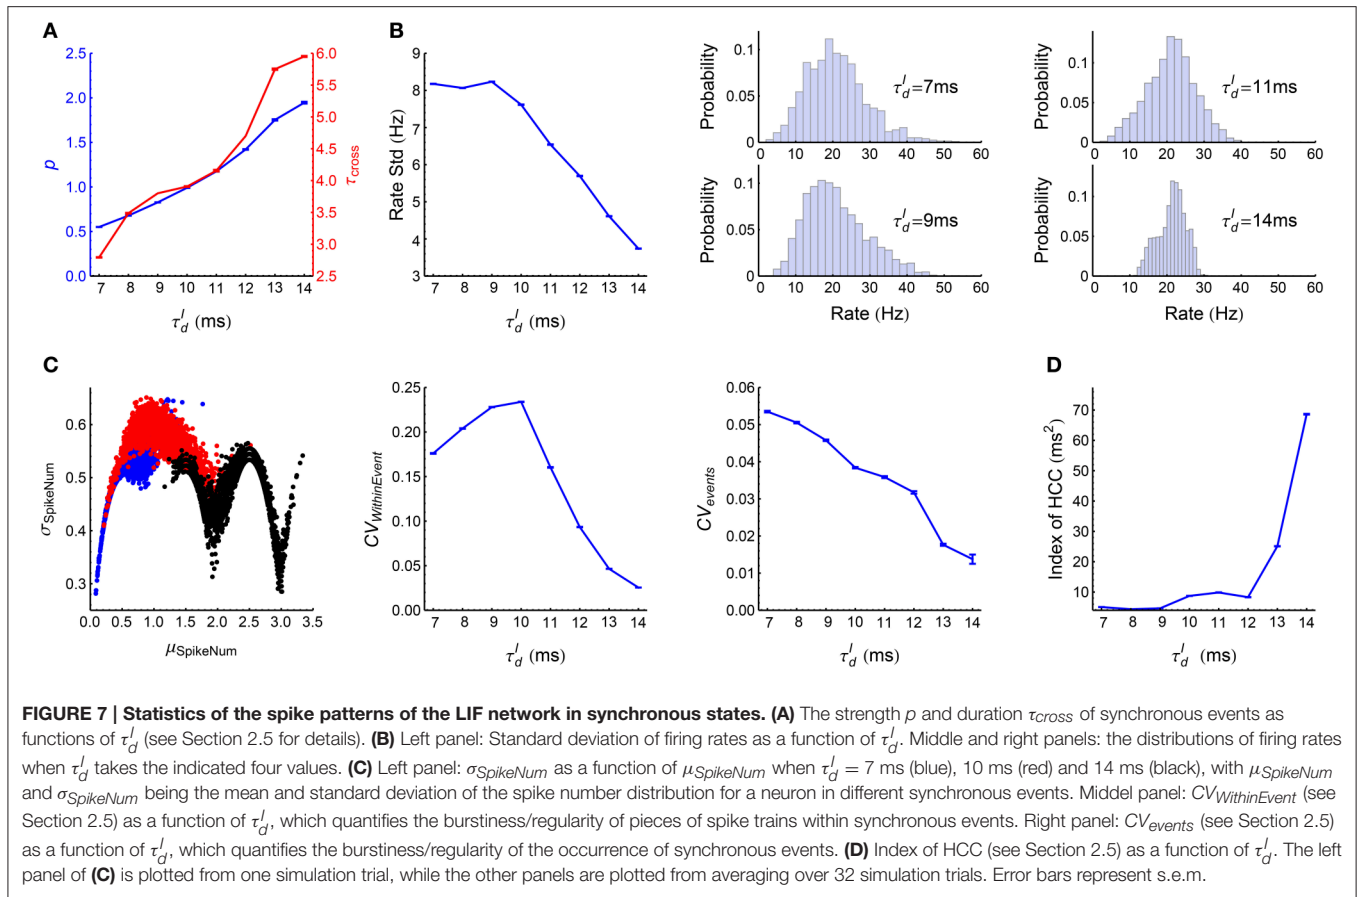 A
2.5
2.0
1.5
1.0
0.5
0.0
p
6.0
5.5
5.0
4.5
4.0
3.5
3.0
2.5
τcross
7 8 9 10 11 12 13 14
τ_d^I (ms)
B
9
8
7
6
5
4
3
Rate Std (Hz)
7 8 9 10 11 12 13 14
τ_d^I (ms)
0.1
0.05
0
Probability
τ_d^I=7ms
0 10 20 30 40 50 60
0.1
0.05
0
Probability
τ_d^I=11ms
0 10 20 30 40 50 60
0.1
0.05
0
Probability
τ_d^I=9ms
0 10 20 30 40 50 60
Rate (Hz)
0.1
0.05
0
Probability
τ_d^I=14ms
0 10 20 30 40 50 60
Rate (Hz)
C
0.6
0.5
0.4
0.3
σSpikeNum
0.0 0.5 1.0 1.5 2.0 2.5 3.0 3.5
μSpikeNum
0.25
0.20
0.15
0.10
0.05
0.00
CVWithinEvent
7 8 9 10 11 12 13 14
τ_d^I (ms)
0.06
0.05
0.04
0.03
0.02
0.01
0.00
CVevents
7 8 9 10 11 12 13 14
τ_d^I (ms)
D
70
60
50
40
30
20
10
Index of HCC (ms²)
7 8 9 10 11 12 13 14
τ_d^I (ms)
FIGURE 7 | Statistics of the spike patterns of the LIF network in synchronous states. (A) The strength p and duration τcross of synchronous events as
functions of τ_d^I (see Section 2.5 for details). (B) Left panel: Standard deviation of firing rates as a function of τ_d^I. Middle and right panels: the distributions of firing rates
when τ_d^I takes the indicated four values. (C) Left panel: σSpikeNum as a function of μSpikeNum when τ_d^I = 7 ms (blue), 10 ms (red) and 14 ms (black), with μSpikeNum
and σSpikeNum being the mean and standard deviation of the spike number distribution for a neuron in different synchronous events. Middel panel: CVWithinEvent (see
Section 2.5) as a function of τ_d^I, which quantifies the burstiness/regularity of pieces of spike trains within synchronous events. Right panel: CVevents (see Section 2.5)
as a function of τ_d^I, which quantifies the burstiness/regularity of the occurrence of synchronous events. (D) Index of HCC (see Section 2.5) as a function of τ_d^I. The left
panel of (C) is plotted from one simulation trial, while the other panels are plotted from averaging over 32 simulation trials. Error bars represent s.e.m.